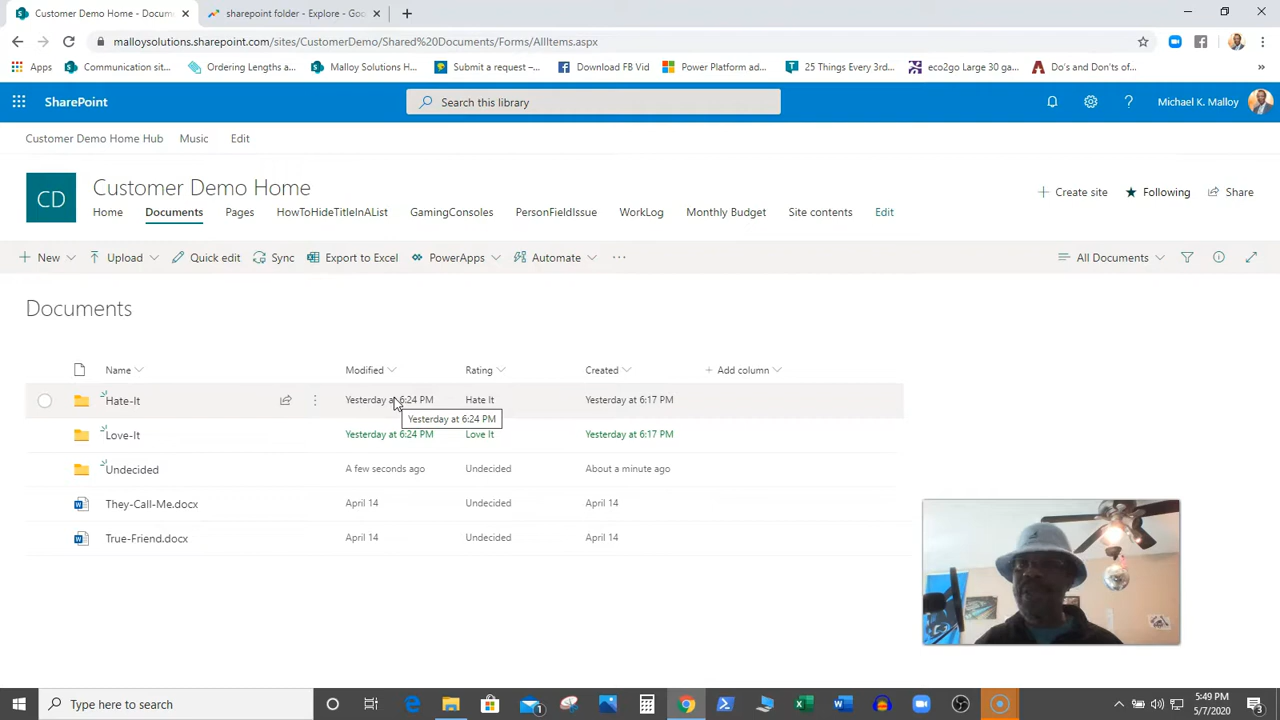 Customer Demo Home - Docum
sharepoint folder - Explore - Goo
malloysolutions.sharepoint.com/sites/CustomerDemo/Shared%20Documents/Forms/AllItems.aspx
Apps Communication sit... Ordering Lengths a... Malloy Solutions H... Submit a request –... Download FB Vid Power Platform ad... 25 Things Every 3rd... eco2go Large 30 ga... Do's and Don'ts of... »
SharePoint Search this library ? Michael K. Malloy
Customer Demo Home Hub Music Edit
CD
Customer Demo Home
Create site Following Share
Home Documents Pages HowToHideTitleInAList GamingConsoles PersonFieldIssue WorkLog Monthly Budget Site contents Edit
+ New Upload Quick edit Sync Export to Excel PowerApps Automate ··· All Documents
Documents
Name Modified Rating Created + Add column
Hate-It Yesterday at 6:24 PM Hate It Yesterday at 6:17 PM
Yesterday at 6:24 PM
Love-It Yesterday at 6:24 PM Love It Yesterday at 6:17 PM
Undecided A few seconds ago Undecided About a minute ago
They-Call-Me.docx April 14 Undecided April 14
True-Friend.docx April 14 Undecided April 14
Type here to search
5:49 PM
5/7/2020